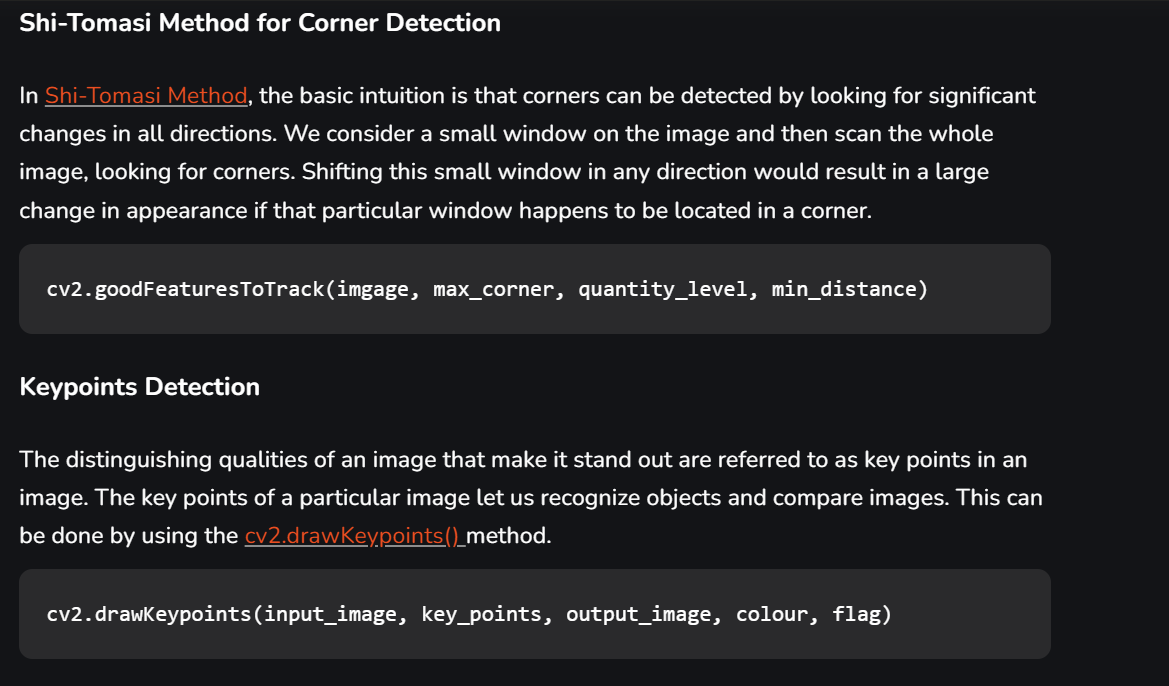 Shi-Tomasi Method for Corner Detection
In Shi-Tomasi Method, the basic intuition is that corners can be detected by looking for significant
changes in all directions. We consider a small window on the image and then scan the whole
image, looking for corners. Shifting this small window in any direction would result in a large
change in appearance if that particular window happens to be located in a corner.
cv2.goodFeaturesToTrack(imgage, max_corner, quantity_level, min_distance)
Keypoints Detection
The distinguishing qualities of an image that make it stand out are referred to as key points in an
image. The key points of a particular image let us recognize objects and compare images. This can
be done by using the cv2.drawKeypoints() method.
cv2.drawKeypoints(input_image, key_points, output_image, colour, flag)